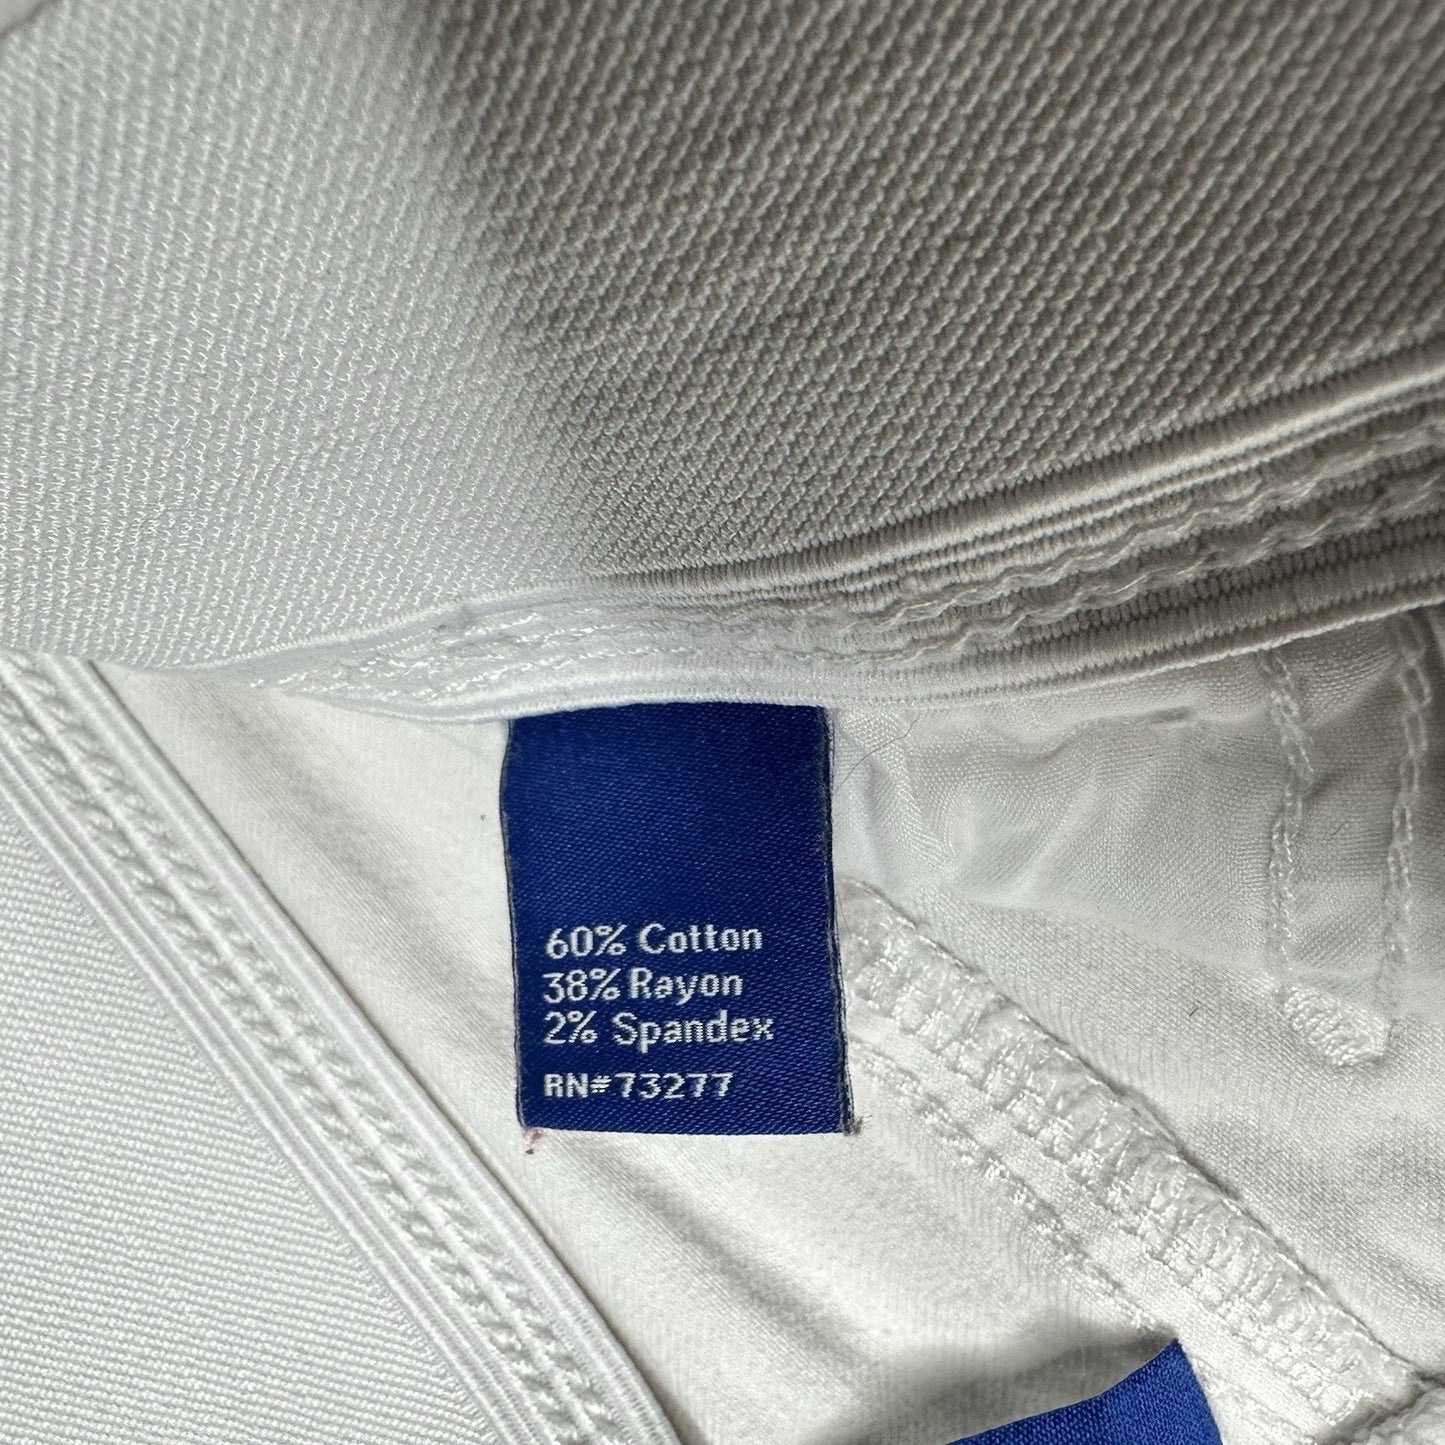 60% Cotton
38% Rayon
2% Spandex
RN#73277